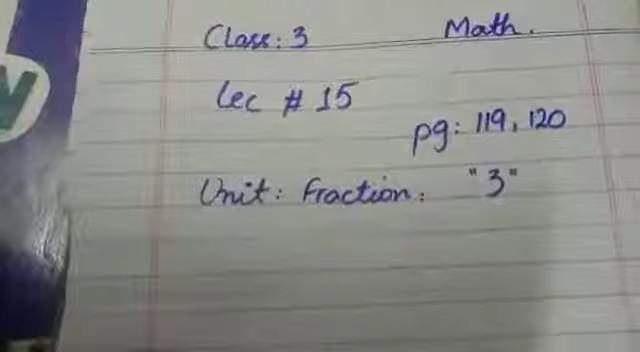 Class: 3 Math.
Lec # 15
pg: 119, 120
Unit: Fraction: "3"